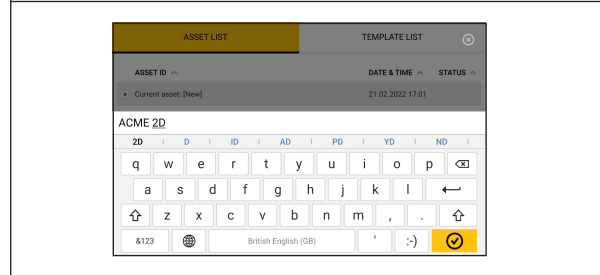 ASSET LIST TEMPLATE LIST
ASSET ID DATE & TIME STATUS
Current asset: [New] 21.02.2022 17:01
ACME 2D
2D D ID AD PD YD ND
q w e r t y u i o p
a s d f g h j k l
z x c v b n m , .
&123 British English (GB) ' :-)